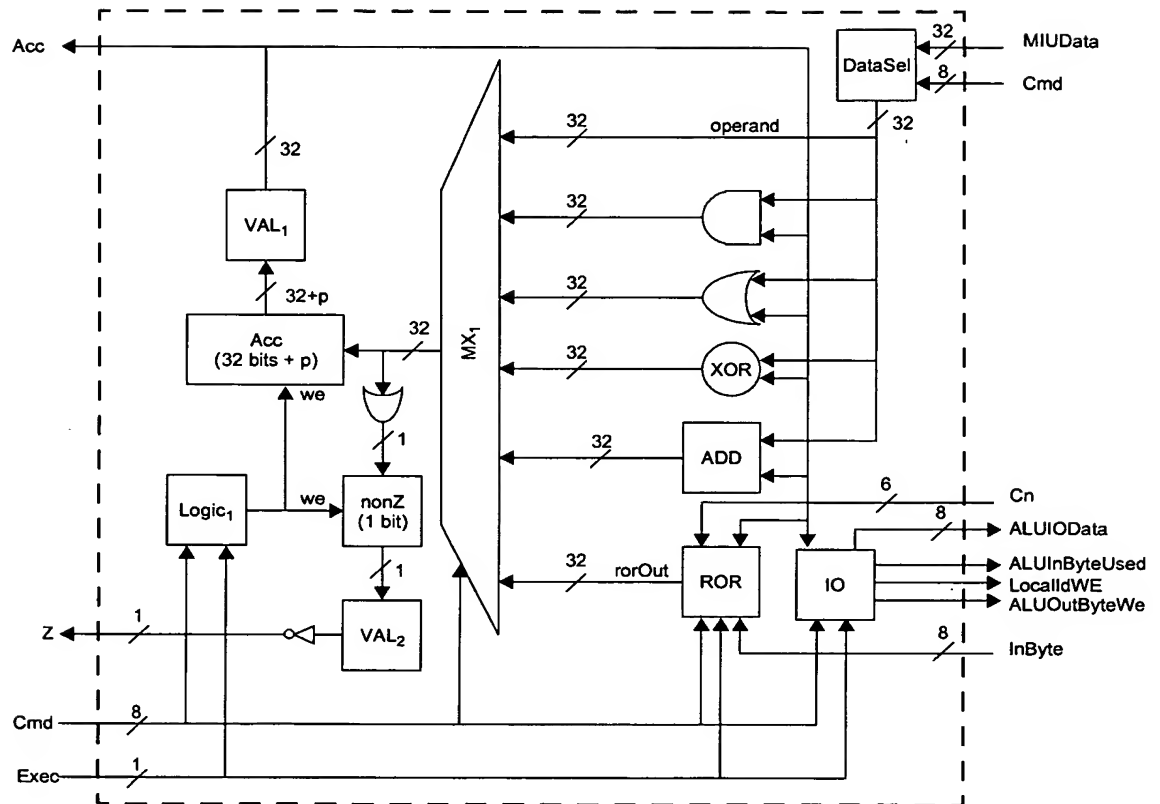 Acc
32
MIUData
DataSel
8
Cmd
32
32
operand
32
32
VAL₁
32
32+p
32
Acc
(32 bits + p)
MX₁
32
XOR
we
1
32
ADD
6
Cn
Logic₁
we
nonZ
(1 bit)
8
ALUIOData
1
32
rorOut
ROR
IO
ALUInByteUsed
LocalIdWE
ALUOutByteWe
Z
1
VAL₂
8
InByte
Cmd
8
Exec
1